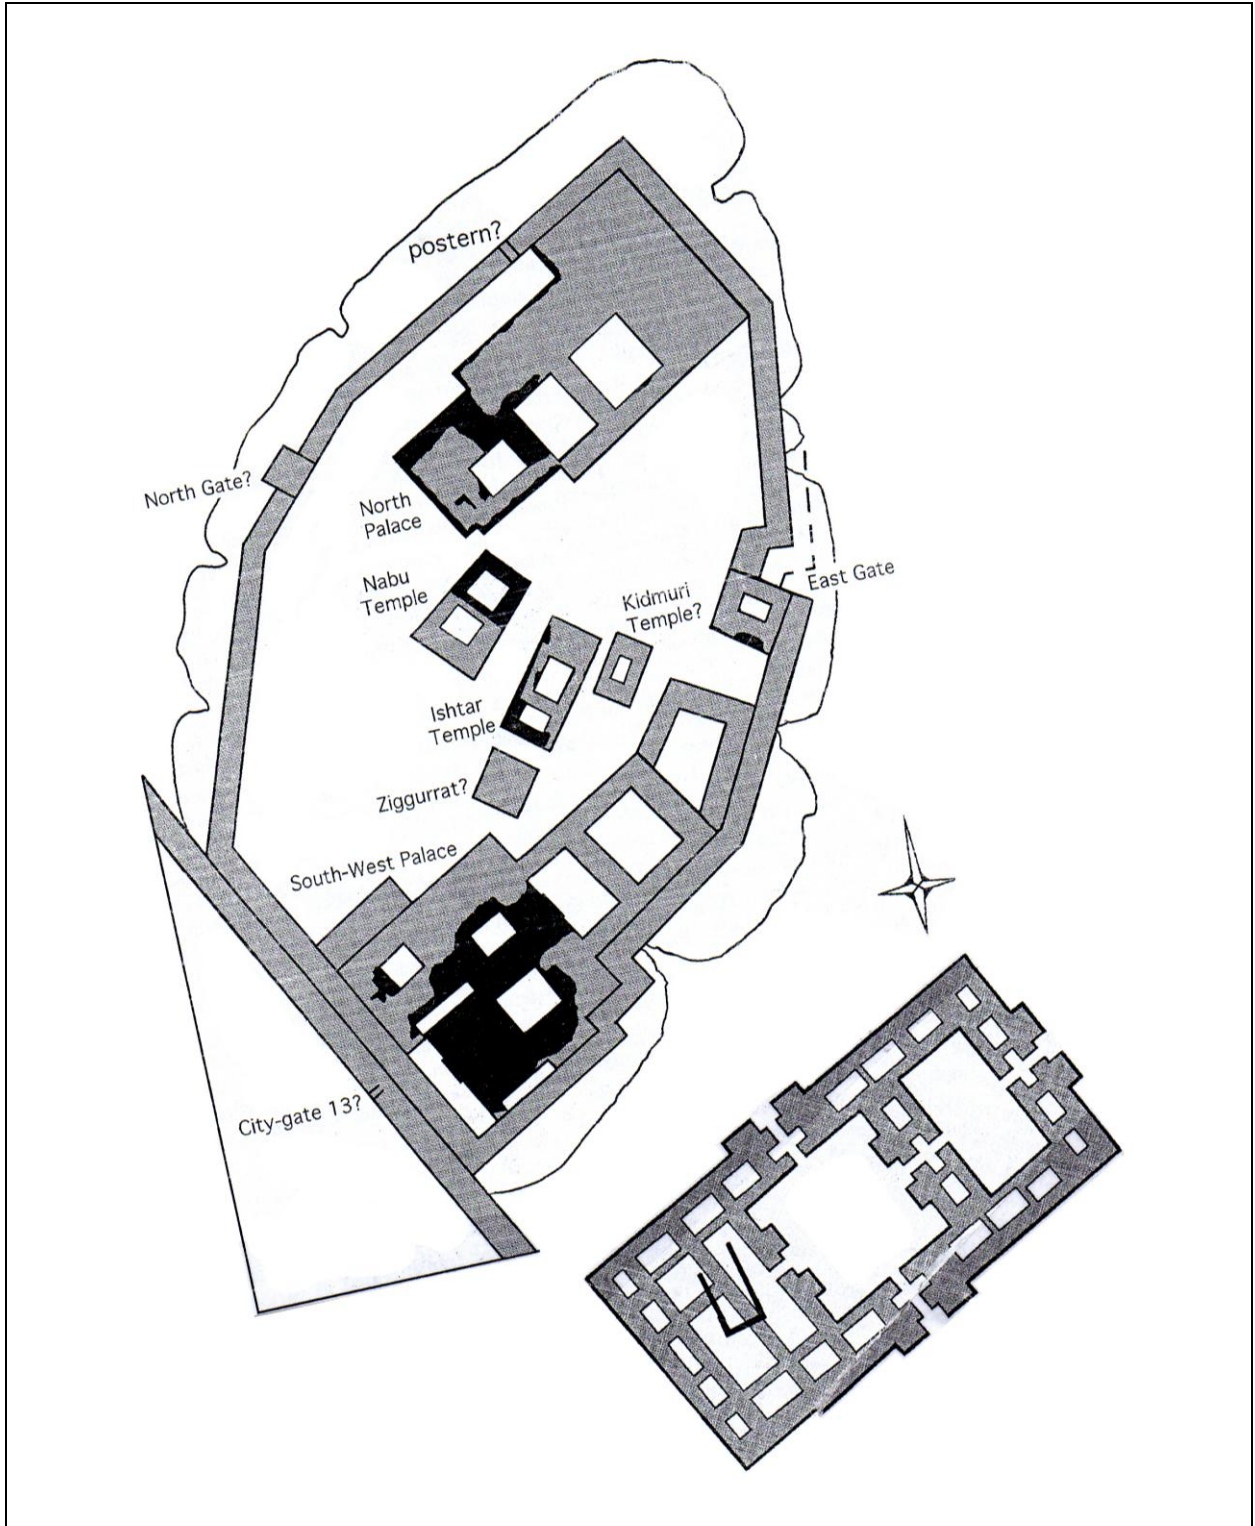 postern?
North Gate?
North
Palace
Nabu
Temple
Kidmuri
Temple?
East Gate
Ishtar
Temple
Ziggurrat?
South-West Palace
City-gate 13?